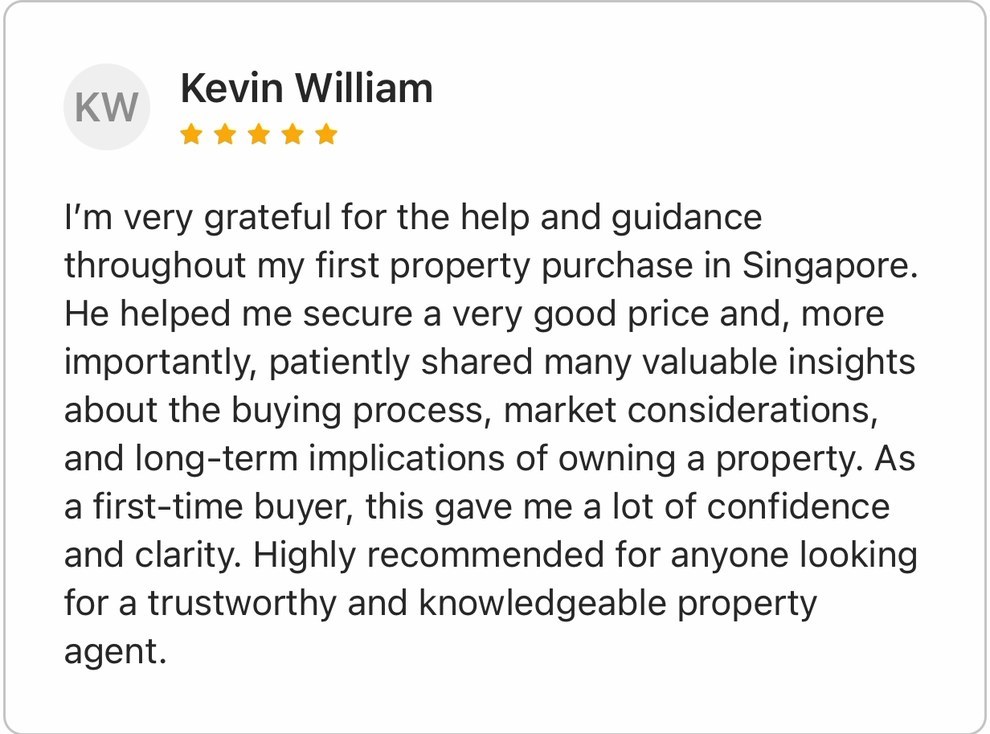 KW
Kevin William
I’m very grateful for the help and guidance
throughout my first property purchase in Singapore.
He helped me secure a very good price and, more
importantly, patiently shared many valuable insights
about the buying process, market considerations,
and long-term implications of owning a property. As
a first-time buyer, this gave me a lot of confidence
and clarity. Highly recommended for anyone looking
for a trustworthy and knowledgeable property
agent.